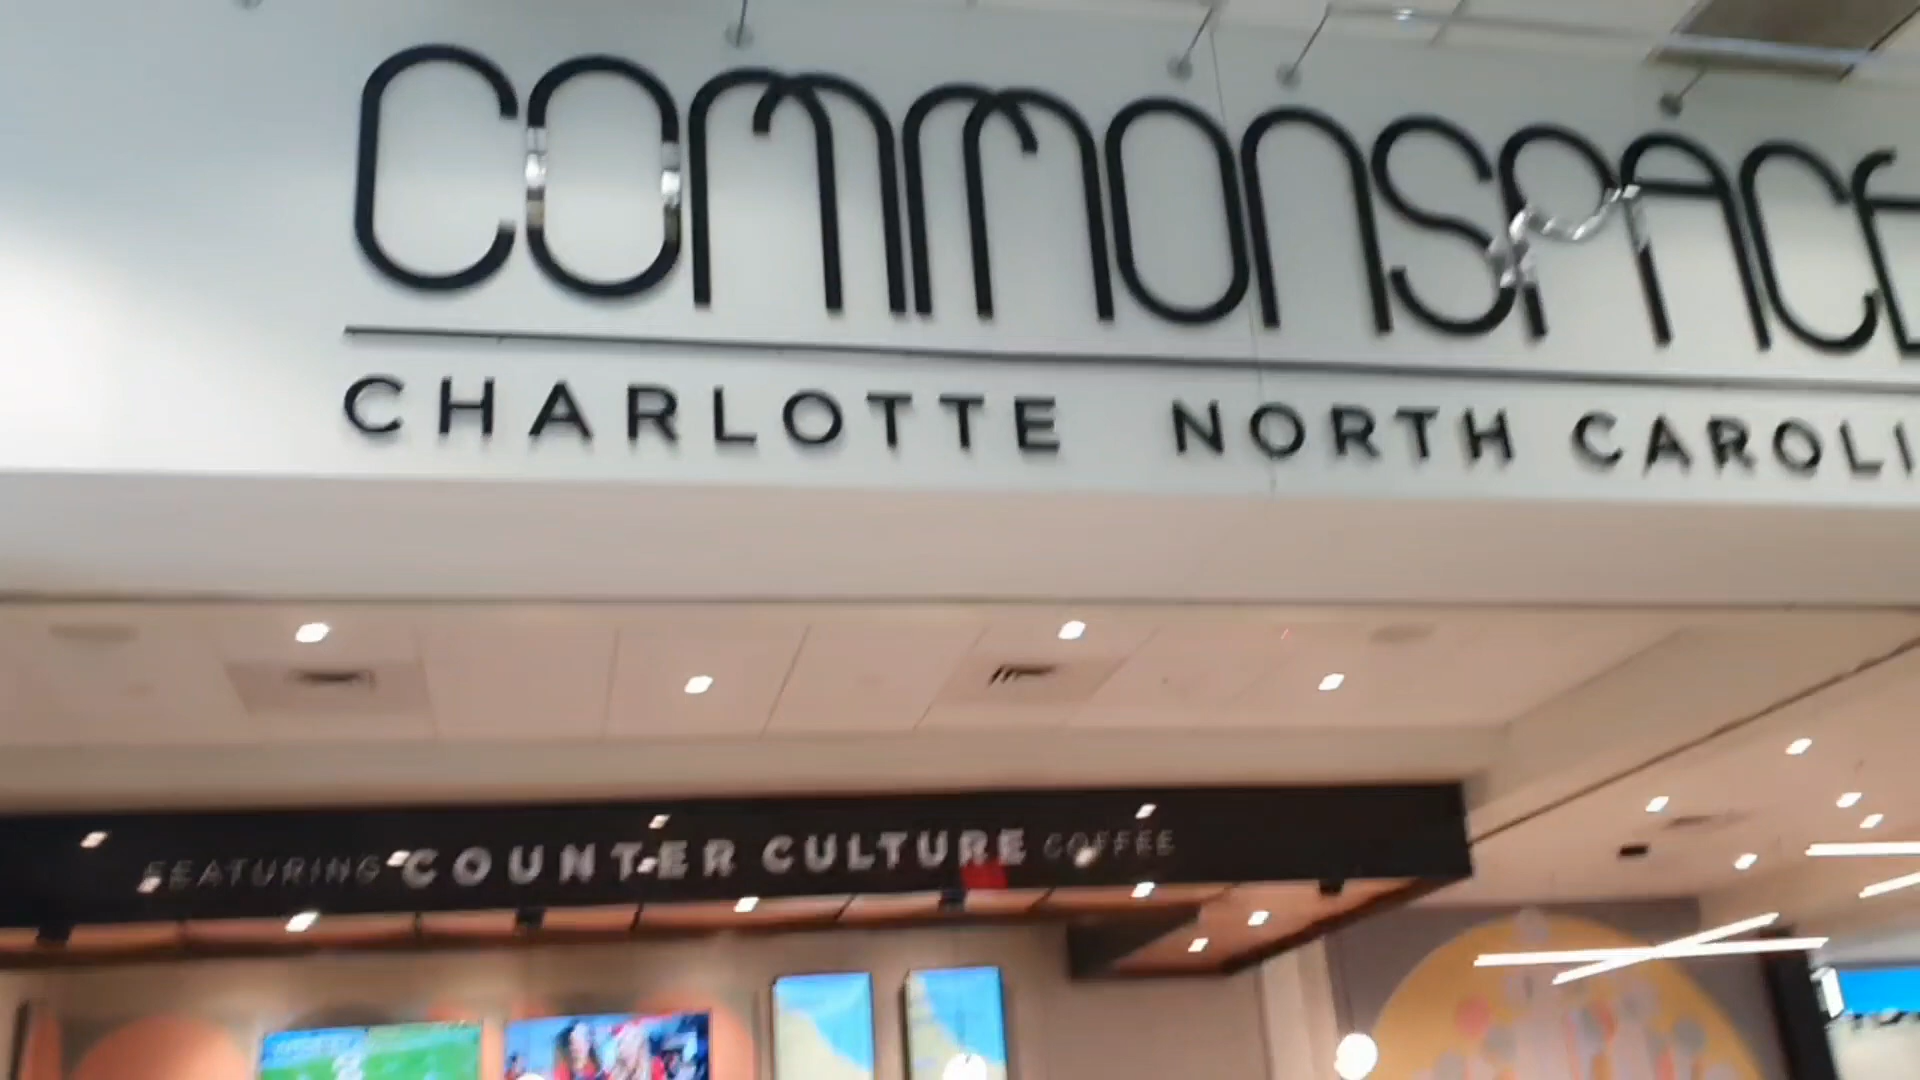 COMMONSPACE
CHARLOTTE NORTH CAROLI
FEATURING COUNTER CULTURE COFFEE